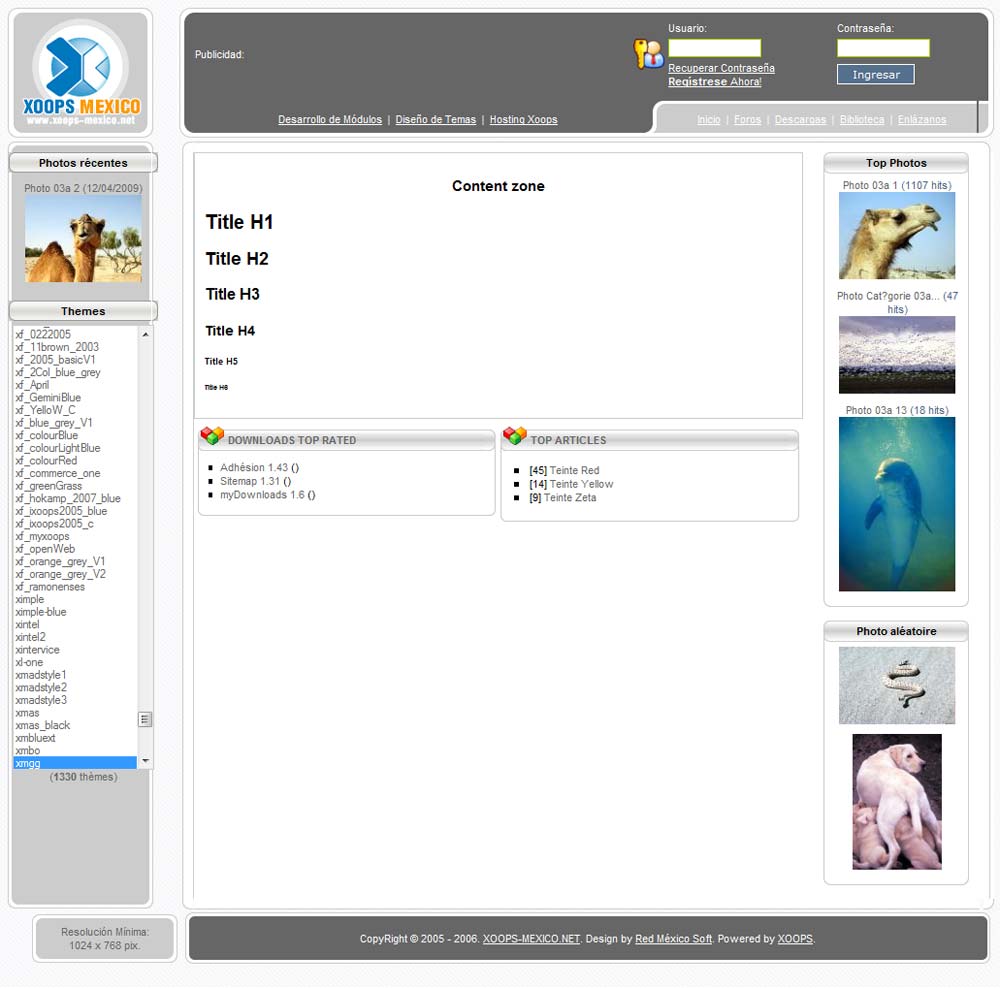 XOOPS MEXICO
www.xoops-mexico.net
Publicidad:
Usuario:
Contraseña:
Recuperar Contraseña
Registrese Ahora!
Ingresar
Desarrollo de Módulos | Diseño de Temas | Hosting Xoops
Inicio | Foros | Descargas | Biblioteca | Enlázanos
Photos récentes
Photo 03a 2 (12/04/2009)
Themes
xf_0222005
xf_11brown_2003
xf_2005_basicV1
xf_2Col_blue_grey
xf_April
xf_GeminiBlue
xf_YelloW_C
xf_blue_grey_V1
xf_colourBlue
xf_colourLightBlue
xf_colourRed
xf_commerce_one
xf_greenGrass
xf_hokamp_2007_blue
xf_ixoops2005_blue
xf_ixoops2005_c
xf_myxoops
xf_openWeb
xf_orange_grey_V1
xf_orange_grey_V2
xf_ramonenses
ximple
ximple-blue
xintel
xintel2
xintervice
xl-one
xmadstyle1
xmadstyle2
xmadstyle3
xmas
xmas_black
xmbluext
xmbo
xmgg
(1330 thèmes)
Content zone
Title H1
Title H2
Title H3
Title H4
Title H5
Title H6
DOWNLOADS TOP RATED
Adhésion 1.43 ()
Sitemap 1.31 ()
myDownloads 1.6 ()
TOP ARTICLES
[45] Teinte Red
[14] Teinte Yellow
[9] Teinte Zeta
Top Photos
Photo 03a 1 (1107 hits)
Photo Cat?gorie 03a... (47
hits)
Photo 03a 13 (18 hits)
Photo aléatoire
Resolución Mínima:
1024 x 768 pix.
CopyRight © 2005 - 2006. XOOPS-MEXICO.NET. Design by Red México Soft. Powered by XOOPS.